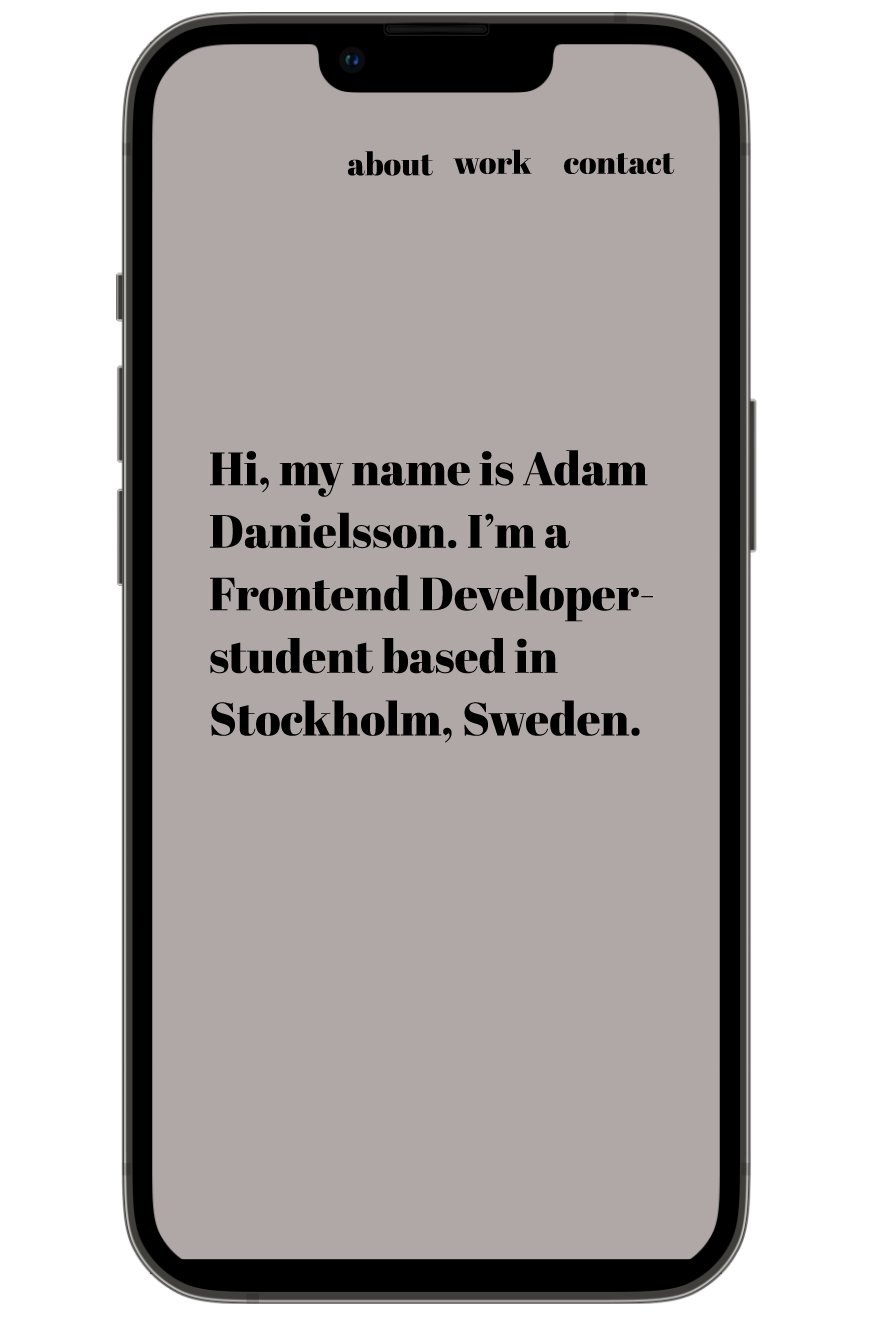 about work contact
Hi, my name is Adam
Danielsson. I’m a
Frontend Developer-
student based in
Stockholm, Sweden.